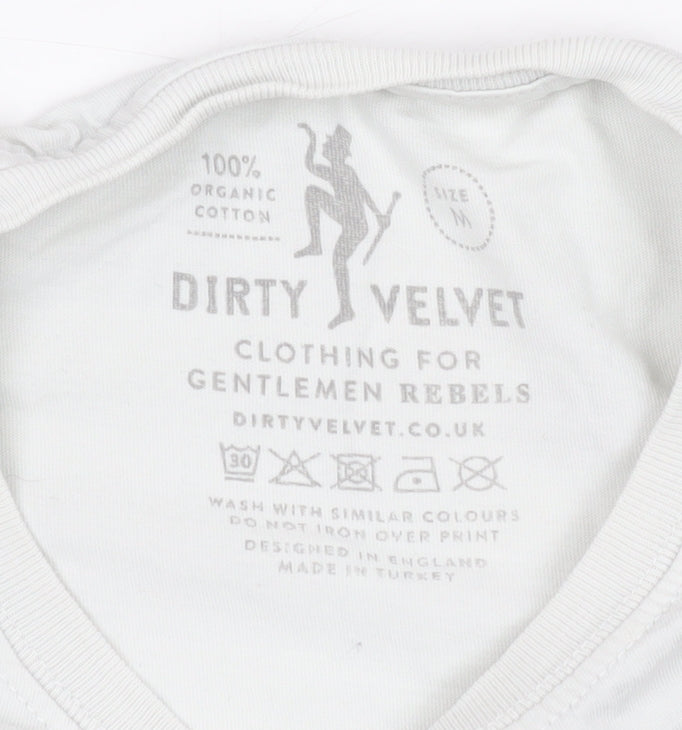 100%
ORGANIC
COTTON
SIZE
M
DIRTY VELVET
CLOTHING FOR
GENTLEMEN REBELS
DIRTYVELVET.CO.UK
30
WASH WITH SIMILAR COLOURS
DO NOT IRON OVER PRINT
DESIGNED IN ENGLAND
MADE IN TURKEY